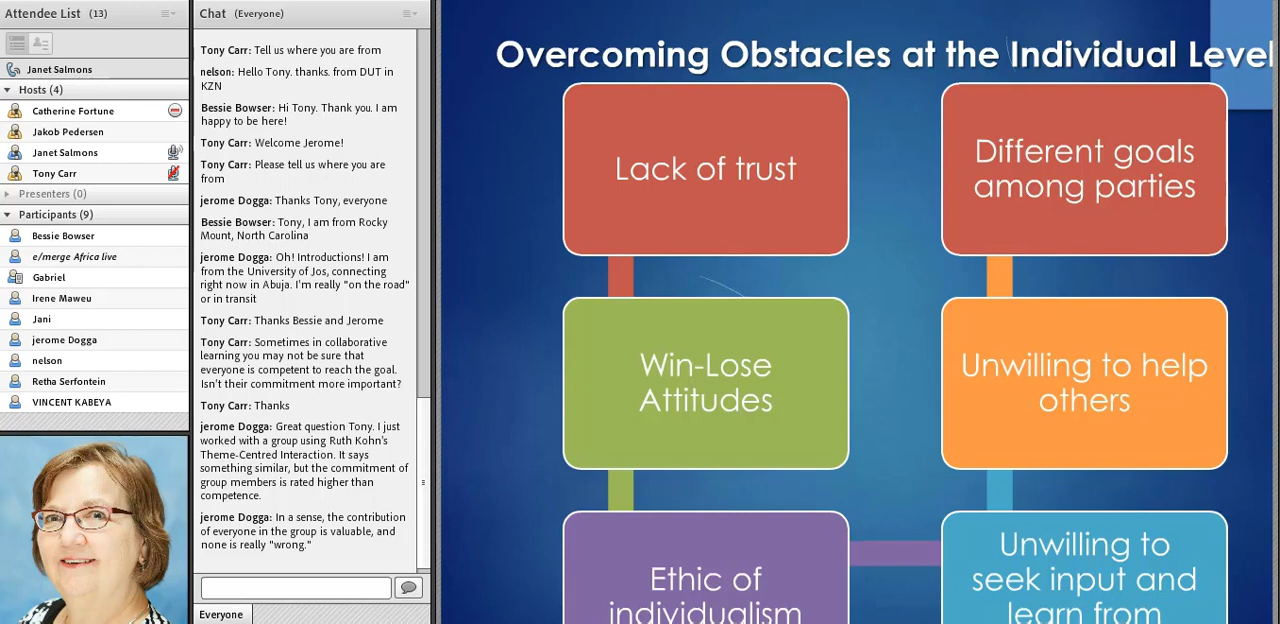 Attendee List (13)
Janet Salmons
Hosts (4)
Catherine Fortune
Jakob Pedersen
Janet Salmons
Tony Carr
Presenters (0)
Participants (9)
Bessie Bowser
e/merge Africa live
Gabriel
Irene Maweu
Jani
jerome Dogga
nelson
Retha Serfontein
VINCENT KABEYA
Chat (Everyone)
Tony Carr: Tell us where you are from
nelson: Hello Tony. thanks. from DUT in
KZN
Bessie Bowser: Hi Tony. Thank you. I am
happy to be here!
Tony Carr: Welcome Jerome!
Tony Carr: Please tell us where you are
from
jerome Dogga: Thanks Tony, everyone
Bessie Bowser: Tony, I am from Rocky
Mount, North Carolina
jerome Dogga: Oh! Introductions! I am
from the University of Jos, connecting
right now in Abuja. I'm really "on the road"
or in transit
Tony Carr: Thanks Bessie and Jerome
Tony Carr: Sometimes in collaborative
learning you may not be sure that
everyone is competent to reach the goal.
Isn't their commitment more important?
Tony Carr: Thanks
jerome Dogga: Great question Tony. I just
worked with a group using Ruth Kohn's
Theme-Centred Interaction. It says
something similar, but the commitment of
group members is rated higher than
competence.
jerome Dogga: In a sense, the contribution
of everyone in the group is valuable, and
none is really "wrong."
Everyone
Overcoming Obstacles at the Individual Level
Lack of trust
Different goals
among parties
Win-Lose
Attitudes
Unwilling to help
others
Ethic of
individualism
Unwilling to
seek input and
learn from